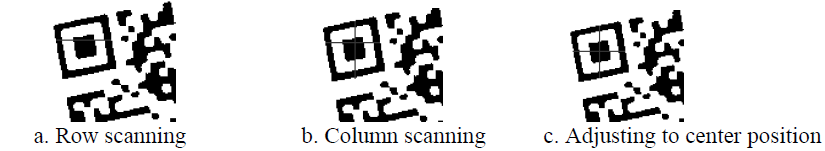 a. Row scanning
b. Column scanning
c. Adjusting to center position